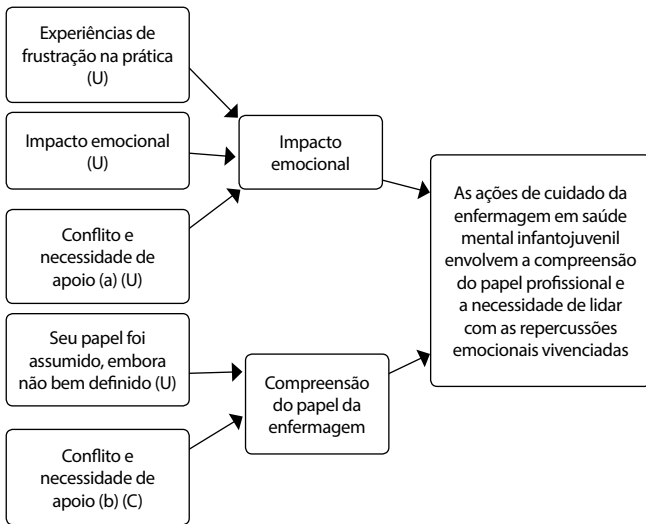 Experiências de
frustração na prática
(U)
Impacto emocional
(U)
Conflito e
necessidade de
apoio (a) (U)
Seu papel foi
assumido, embora
não bem definido (U)
Conflito e
necessidade de
apoio (b) (C)
Impacto
emocional
Compreensão
do papel da
enfermagem
As ações de cuidado da
enfermagem em saúde
mental infantojuvenil
envolvem a compreensão
do papel profissional e
a necessidade de lidar
com as repercussões
emocionais vivenciadas